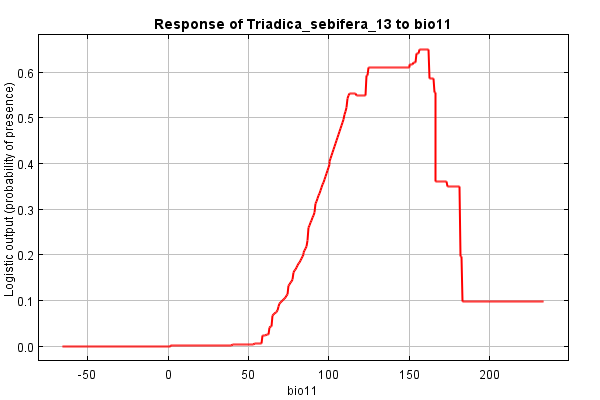 Response of Triadica_sebifera_13 to bio11
Logistic output (probability of presence)
0.6
0.5
0.4
0.3
0.2
0.1
0.0
-50 0 50 100 150 200
bio11